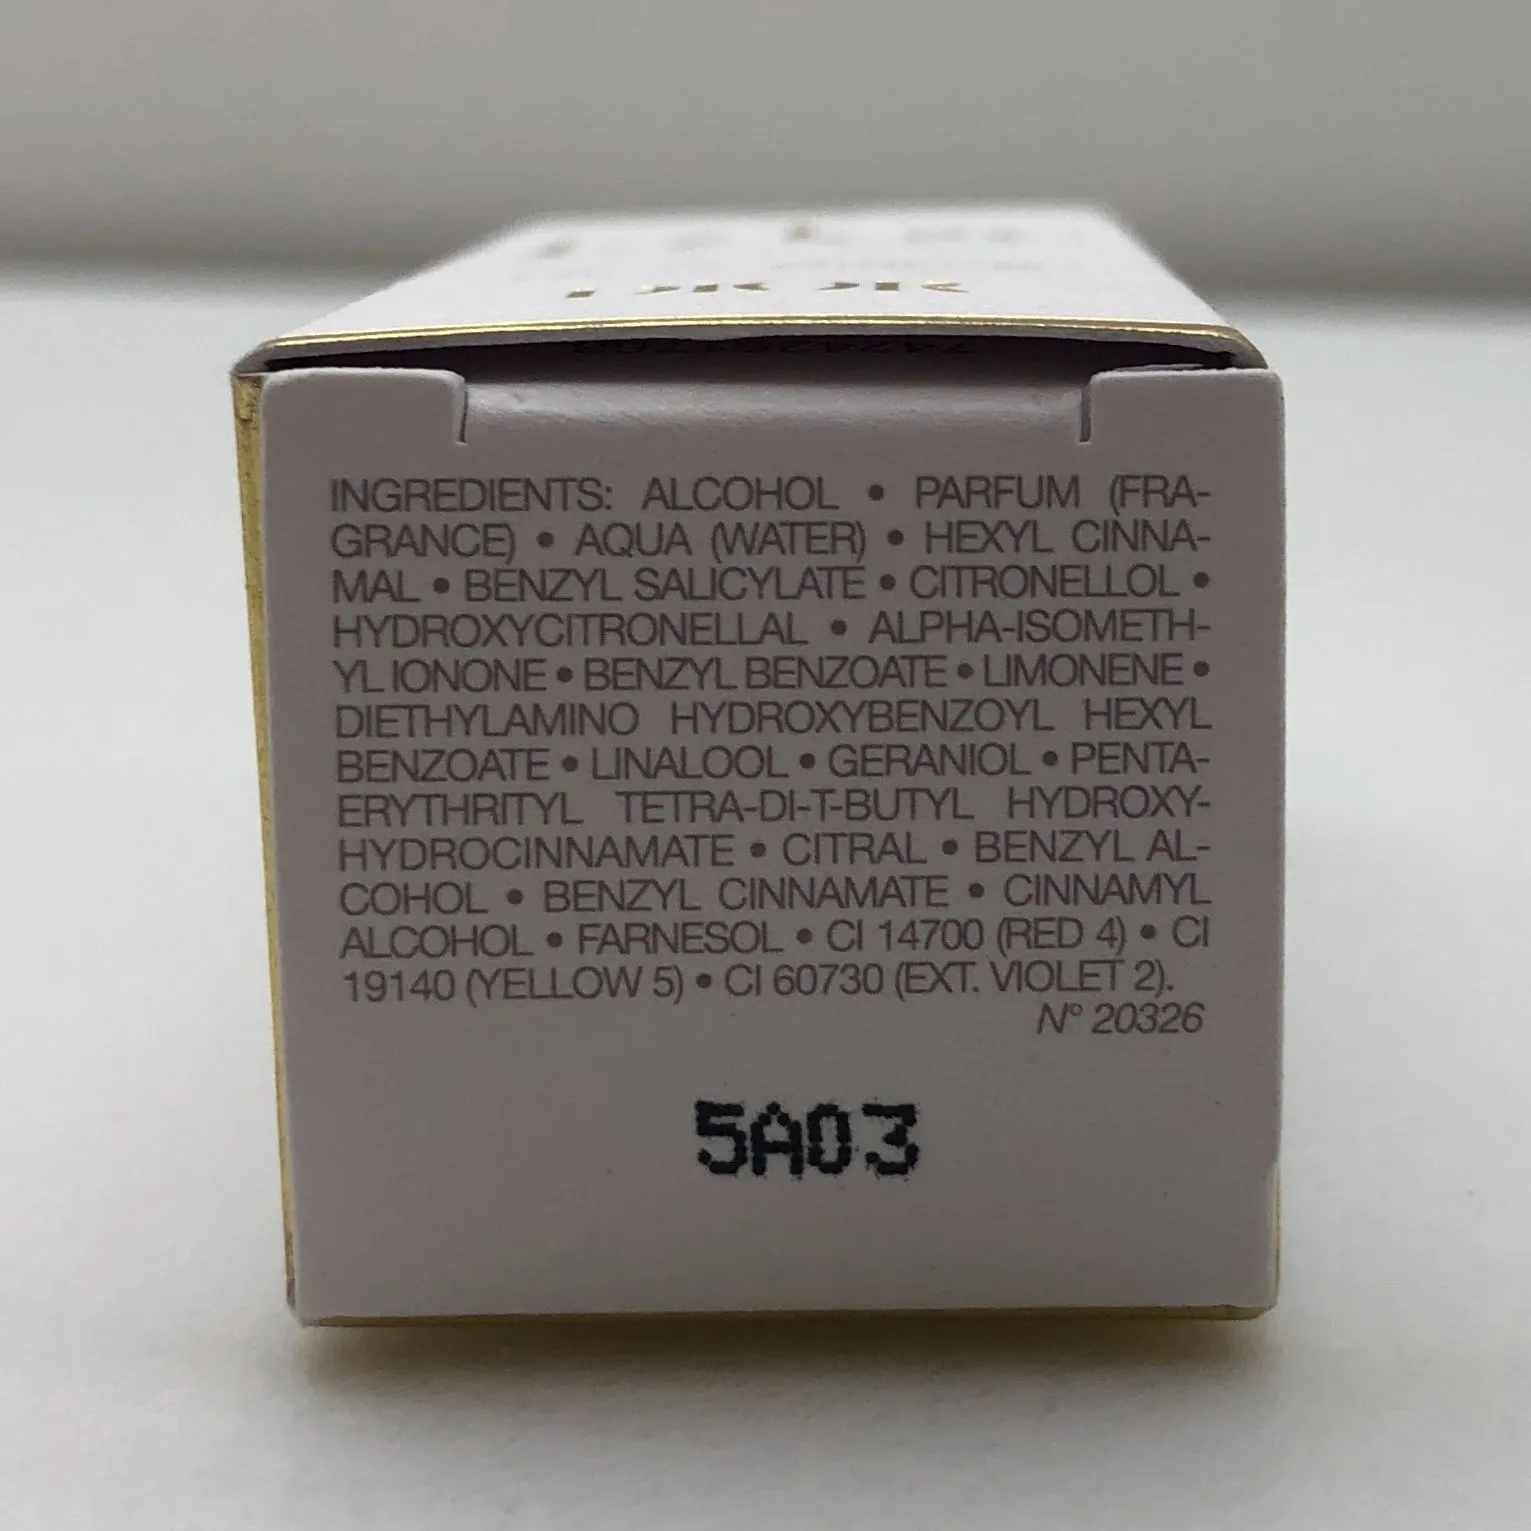 INGREDIENTS: ALCOHOL • PARFUM (FRA-
GRANCE) • AQUA (WATER) • HEXYL CINNA-
MAL • BENZYL SALICYLATE • CITRONELLOL •
HYDROXYCITRONELLAL • ALPHA-ISOMETH-
YL IONONE • BENZYL BENZOATE • LIMONENE •
DIETHYLAMINO HYDROXYBENZOYL HEXYL
BENZOATE • LINALOOL • GERANIOL • PENTA-
ERYTHRITYL TETRA-DI-T-BUTYL HYDROXY-
HYDROCINNAMATE • CITRAL • BENZYL AL-
COHOL • BENZYL CINNAMATE • CINNAMYL
ALCOHOL • FARNESOL • CI 14700 (RED 4) • CI
19140 (YELLOW 5) • CI 60730 (EXT. VIOLET 2).
N° 20326
5A03